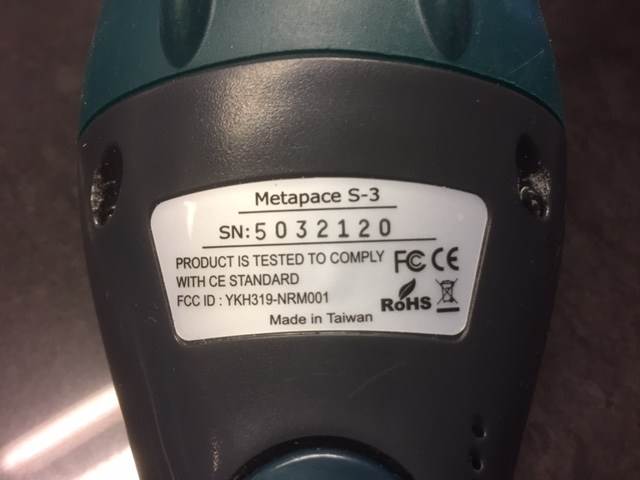 Metapace S-3
SN: 5032120
PRODUCT IS TESTED TO COMPLY
WITH CE STANDARD
FCC ID : YKH319-NRM001
FC CE
RoHS
Made in Taiwan